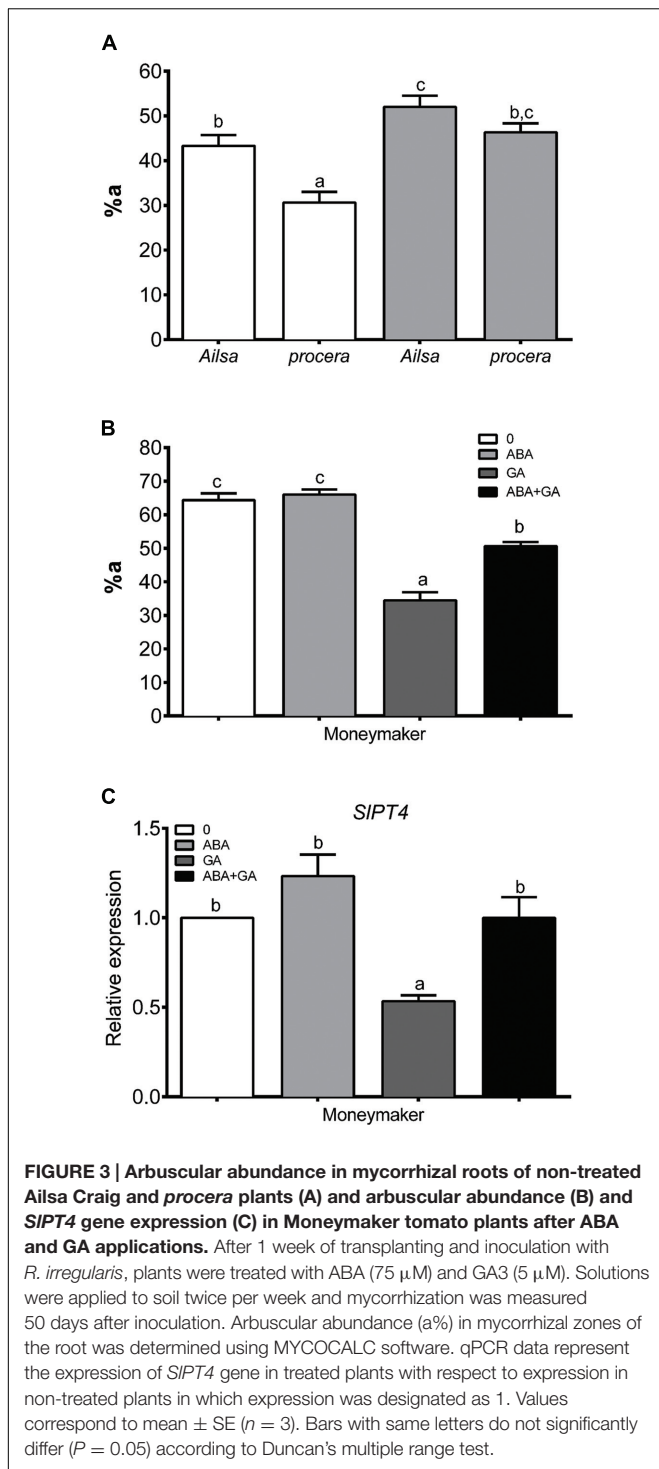 A
60
50
40
30
20
10
0
%a
b
a
c
b,c
Ailsa
procera
Ailsa
procera
B
80
70
60
50
40
30
20
10
0
%a
c
c
a
b
0
ABA
GA
ABA+GA
Moneymaker
C
SlPT4
1.5
1.0
0.5
0.0
Relative expression
0
ABA
GA
ABA+GA
b
b
a
b
Moneymaker
FIGURE 3 | Arbuscular abundance in mycorrhizal roots of non-treated
Ailsa Craig and procera plants (A) and arbuscular abundance (B) and
SlPT4 gene expression (C) in Moneymaker tomato plants after ABA
and GA applications. After 1 week of transplanting and inoculation with
R. irregularis, plants were treated with ABA (75 μM) and GA3 (5 μM). Solutions
were applied to soil twice per week and mycorrhization was measured
50 days after inoculation. Arbuscular abundance (a%) in mycorrhizal zones of
the root was determined using MYCOCALC software. qPCR data represent
the expression of SlPT4 gene in treated plants with respect to expression in
non-treated plants in which expression was designated as 1. Values
correspond to mean ± SE (n = 3). Bars with same letters do not significantly
differ (P = 0.05) according to Duncan's multiple range test.